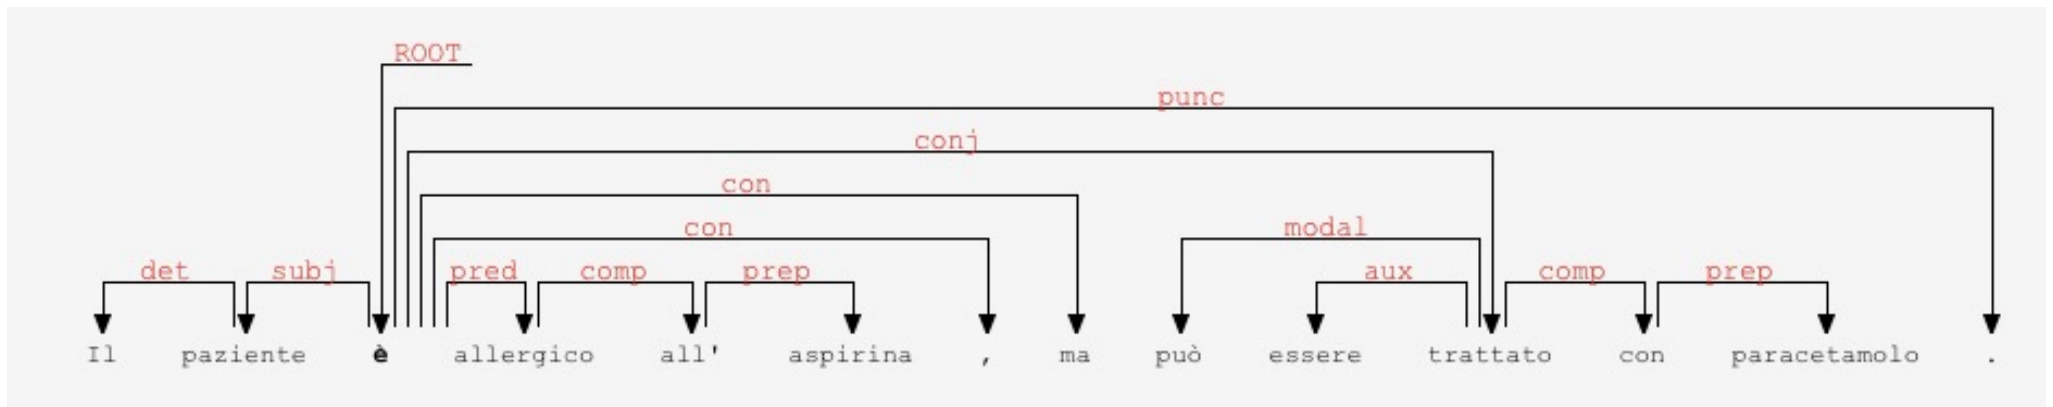 ROOT
punc
conj
con
con modal
det subj pred comp prep aux comp prep
Il paziente è allergico all' aspirina , ma può essere trattato con paracetamolo .